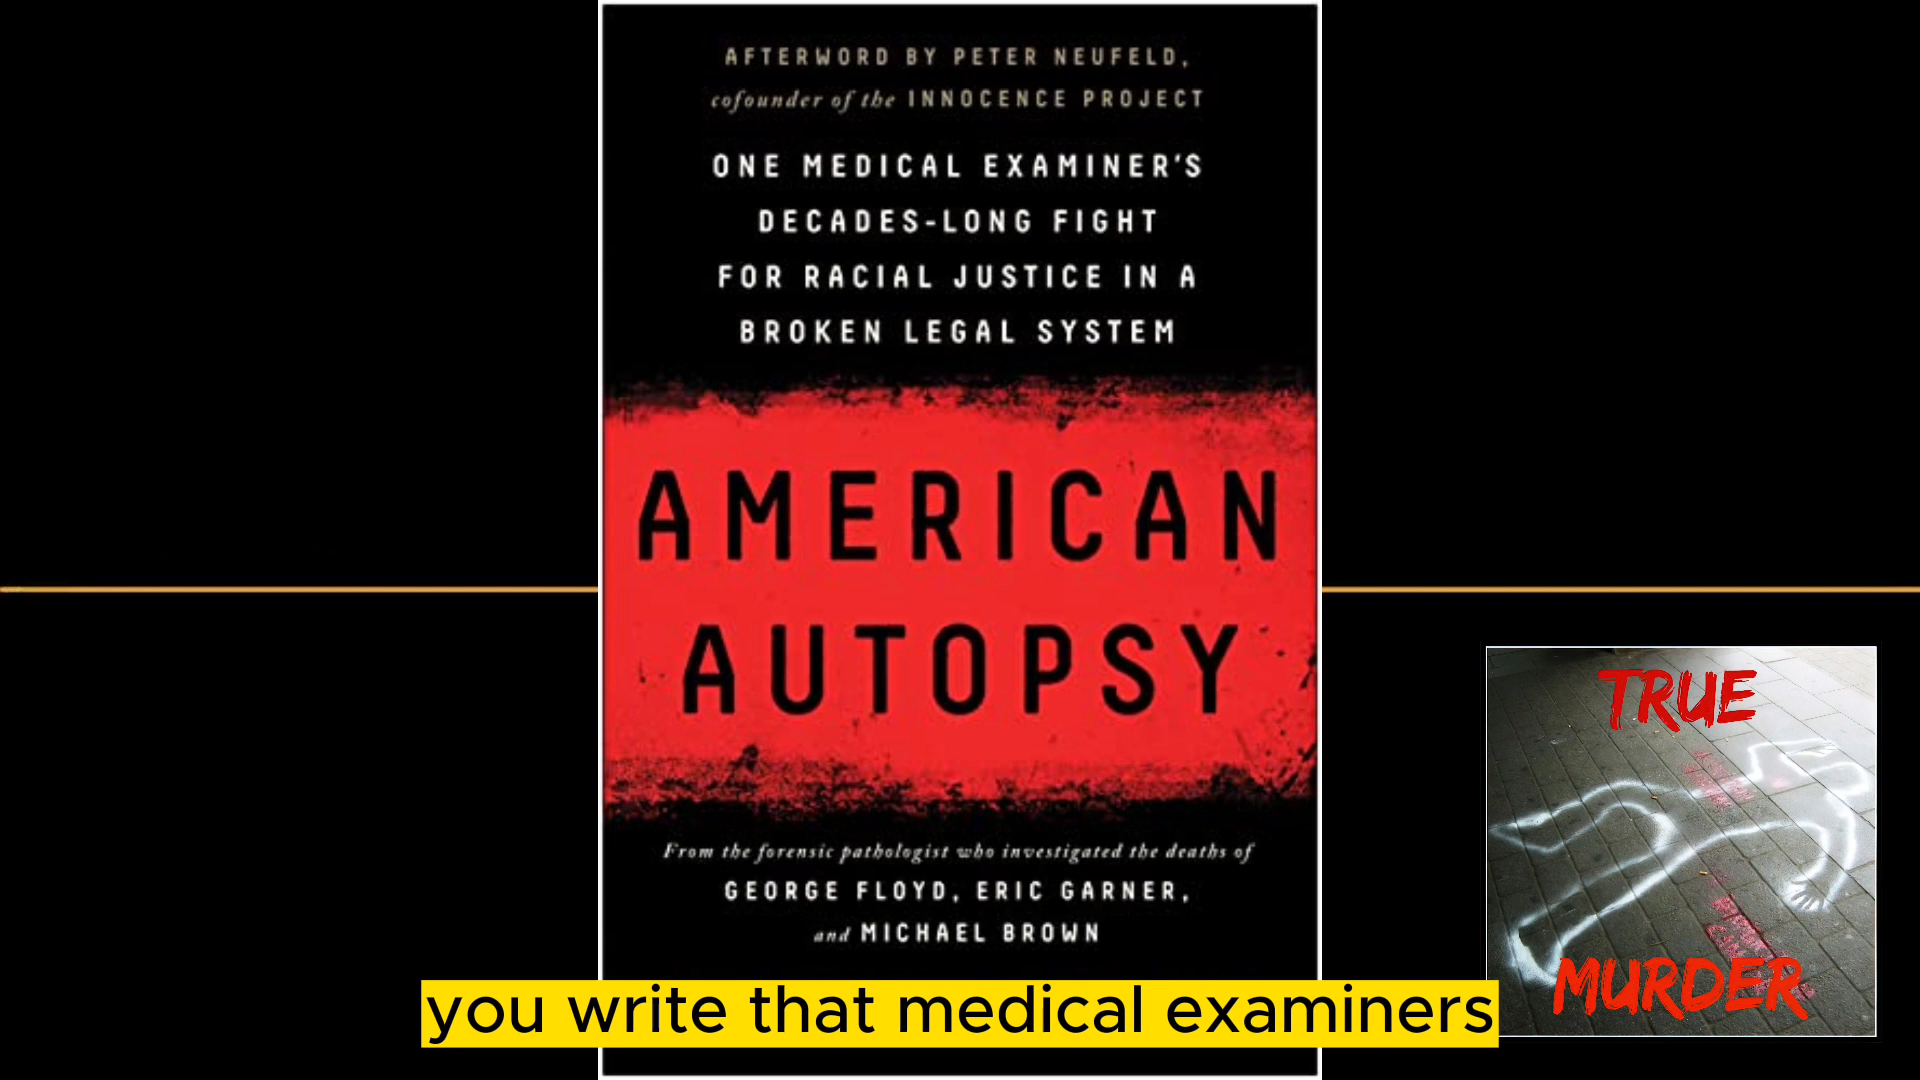 AFTERWORD BY PETER NEUFELD,
cofounder of the INNOCENCE PROJECT
ONE MEDICAL EXAMINER'S
DECADES-LONG FIGHT
FOR RACIAL JUSTICE IN A
BROKEN LEGAL SYSTEM
AMERICAN
AUTOPSY
From the forensic pathologist who investigated the deaths of
GEORGE FLOYD, ERIC GARNER,
and MICHAEL BROWN
you write that medical examiners
TRUE
MURDER